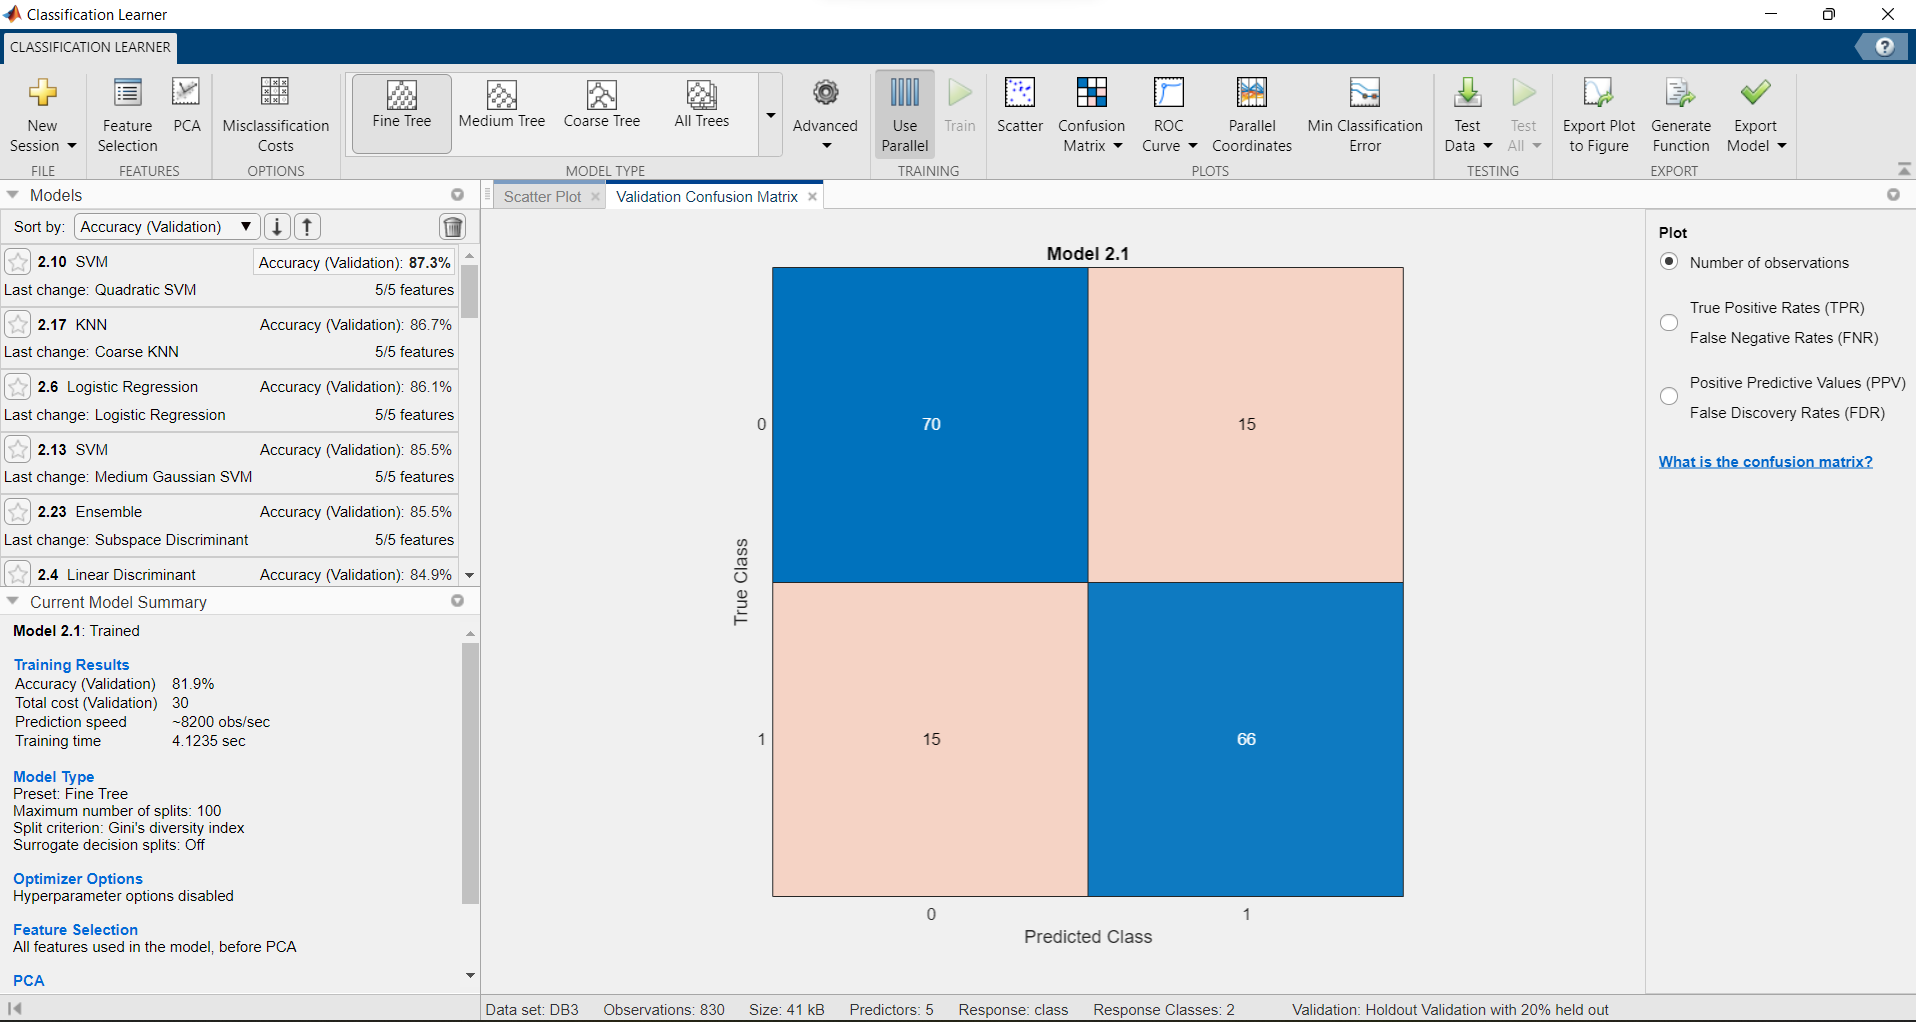 Classification Learner
CLASSIFICATION LEARNER
New Session
Feature Selection
PCA
Misclassification Costs
Fine Tree
Medium Tree
Coarse Tree
All Trees
Advanced
Use Parallel
Train
Scatter
Confusion Matrix
ROC Curve
Parallel Coordinates
Min Classification Error
Test Data
Test All
Export Plot to Figure
Generate Function
Export Model
FILE
FEATURES
OPTIONS
MODEL TYPE
TRAINING
PLOTS
TESTING
EXPORT
Models
Sort by: Accuracy (Validation)
2.10 SVM Accuracy (Validation): 87.3%
Last change: Quadratic SVM 5/5 features
2.17 KNN Accuracy (Validation): 86.7%
Last change: Coarse KNN 5/5 features
2.6 Logistic Regression Accuracy (Validation): 86.1%
Last change: Logistic Regression 5/5 features
2.13 SVM Accuracy (Validation): 85.5%
Last change: Medium Gaussian SVM 5/5 features
2.23 Ensemble Accuracy (Validation): 85.5%
Last change: Subspace Discriminant 5/5 features
2.4 Linear Discriminant Accuracy (Validation): 84.9%
Current Model Summary
Model 2.1: Trained
Training Results
Accuracy (Validation) 81.9%
Total cost (Validation) 30
Prediction speed ~8200 obs/sec
Training time 4.1235 sec
Model Type
Preset: Fine Tree
Maximum number of splits: 100
Split criterion: Gini's diversity index
Surrogate decision splits: Off
Optimizer Options
Hyperparameter options disabled
Feature Selection
All features used in the model, before PCA
PCA
Scatter Plot
Validation Confusion Matrix
Model 2.1
0 70 15
True Class
1 15 66
0 1
Predicted Class
Plot
Number of observations
True Positive Rates (TPR)
False Negative Rates (FNR)
Positive Predictive Values (PPV)
False Discovery Rates (FDR)
What is the confusion matrix?
Data set: DB3 Observations: 830 Size: 41 kB Predictors: 5 Response: class Response Classes: 2 Validation: Holdout Validation with 20% held out